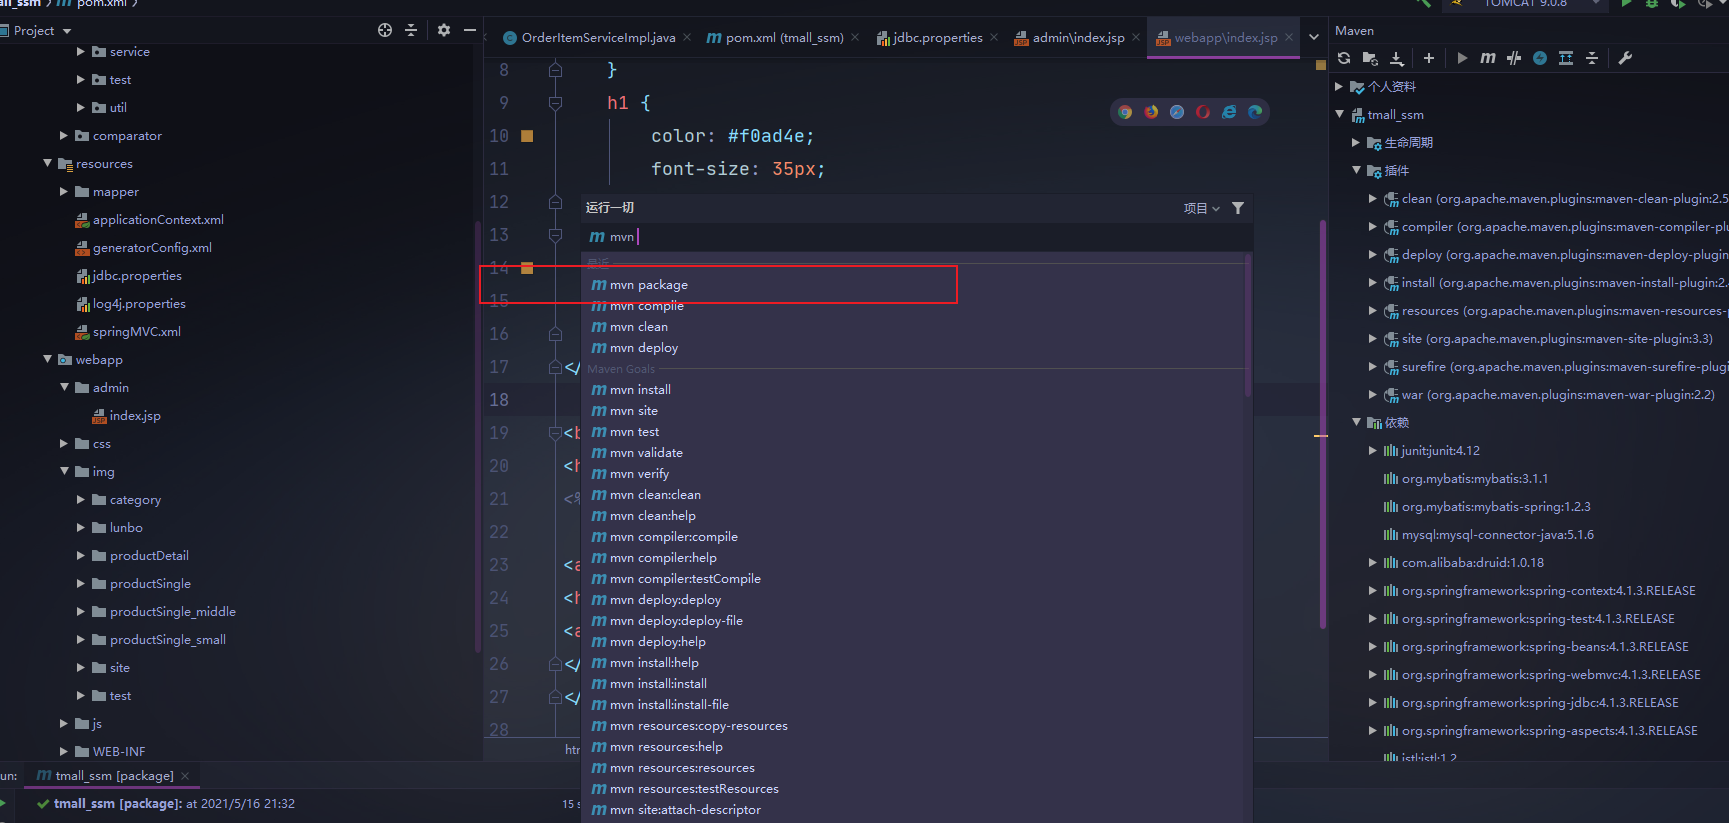 tmall_ssm pom.xml
TOMCAT 9.0.8
Project
OrderItemServiceImpl.java
pom.xml (tmall_ssm)
jdbc.properties
admin\index.jsp
webapp\index.jsp
Maven
service
test
util
comparator
resources
mapper
applicationContext.xml
generatorConfig.xml
jdbc.properties
log4j.properties
springMVC.xml
webapp
admin
index.jsp
css
img
category
lunbo
productDetail
productSingle
productSingle_middle
productSingle_small
site
test
js
WEB-INF
8 }
9 h1 {
10 color: #f0ad4e;
11 font-size: 35px;
12
13
14
15
16
17 </
18
19 <b
20 <h
21 <%
22
23 <a
24 <h
25 <a
26 </
27 </
28
运行一切
项目
mvn
最近
mvn package
mvn compile
mvn clean
mvn deploy
Maven Goals
mvn install
mvn site
mvn test
mvn validate
mvn verify
mvn clean:clean
mvn clean:help
mvn compiler:compile
mvn compiler:help
mvn compiler:testCompile
mvn deploy:deploy
mvn deploy:deploy-file
mvn deploy:help
mvn install:help
mvn install:install
mvn install:install-file
mvn resources:copy-resources
mvn resources:help
mvn resources:resources
mvn resources:testResources
mvn site:attach-descriptor
个人资料
tmall_ssm
生命周期
插件
clean (org.apache.maven.plugins:maven-clean-plugin:2.5
compiler (org.apache.maven.plugins:maven-compiler-plu
deploy (org.apache.maven.plugins:maven-deploy-plugin
install (org.apache.maven.plugins:maven-install-plugin:2.
resources (org.apache.maven.plugins:maven-resources-p
site (org.apache.maven.plugins:maven-site-plugin:3.3)
surefire (org.apache.maven.plugins:maven-surefire-plugi
war (org.apache.maven.plugins:maven-war-plugin:2.2)
依赖
junit:junit:4.12
org.mybatis:mybatis:3.1.1
org.mybatis:mybatis-spring:1.2.3
mysql:mysql-connector-java:5.1.6
com.alibaba:druid:1.0.18
org.springframework:spring-context:4.1.3.RELEASE
org.springframework:spring-test:4.1.3.RELEASE
org.springframework:spring-beans:4.1.3.RELEASE
org.springframework:spring-webmvc:4.1.3.RELEASE
org.springframework:spring-jdbc:4.1.3.RELEASE
org.springframework:spring-aspects:4.1.3.RELEASE
jstl:jstl:1.2
htm
un:
tmall_ssm [package]
tmall_ssm [package]: at 2021/5/16 21:32
15 s